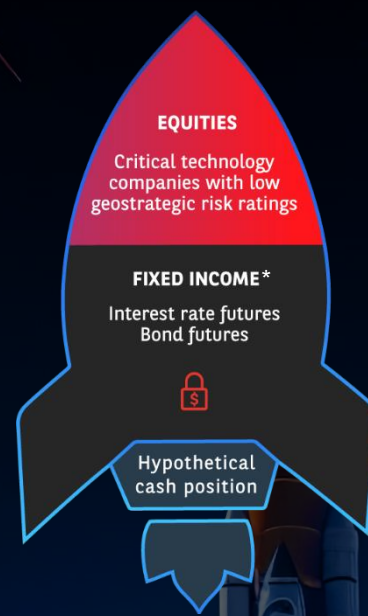 EQUITIES
Critical technology
companies with low
geostrategic risk ratings
FIXED INCOME*
Interest rate futures
Bond futures
$
Hypothetical
cash position